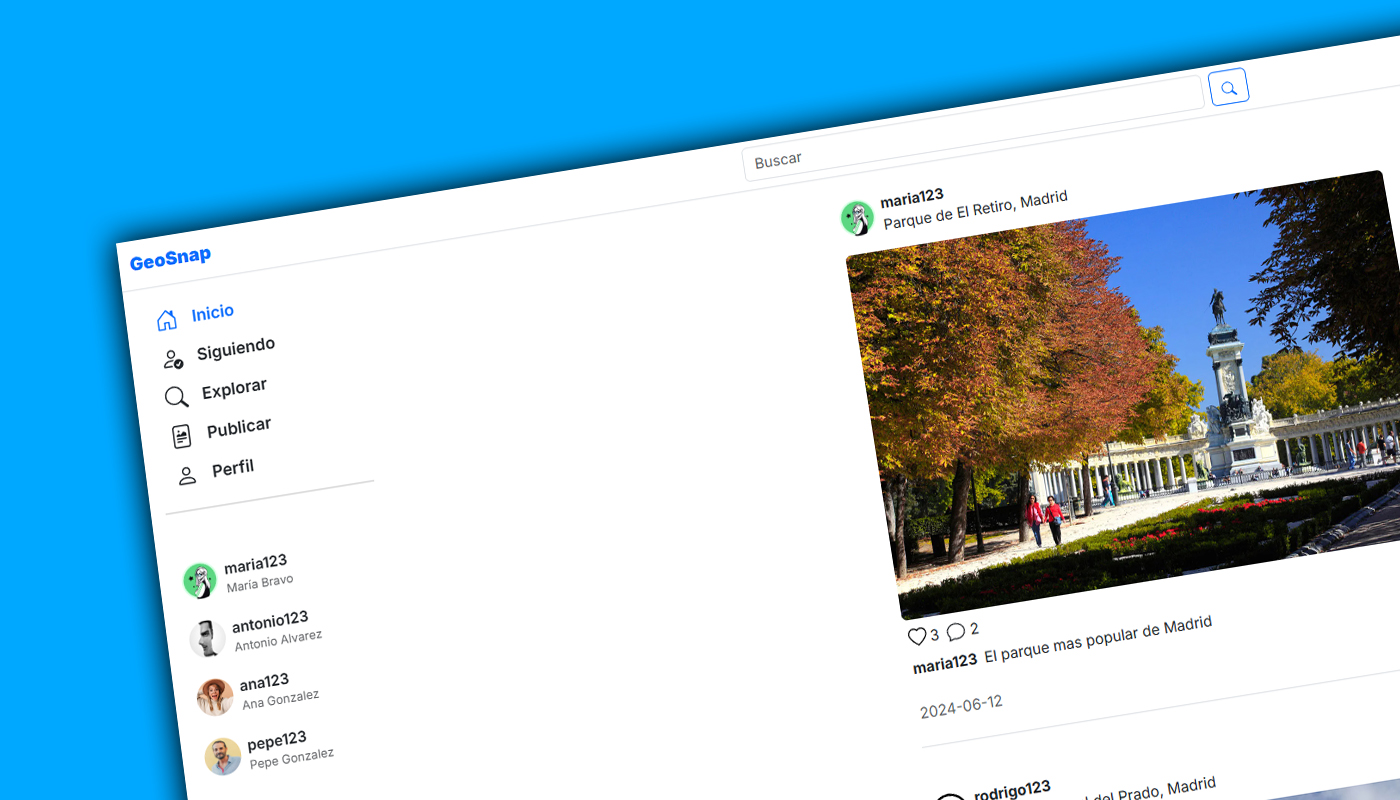 Buscar
GeoSnap
Inicio
Siguiendo
Explorar
Publicar
Perfil
maria123
Maria Bravo
antonio123
Antonio Alvarez
ana123
Ana Gonzalez
pepe123
Pepe Gonzalez
maria123
Parque de El Retiro, Madrid
3 2
maria123 El parque mas popular de Madrid
2024-06-12
rodrigo123
del Prado, Madrid